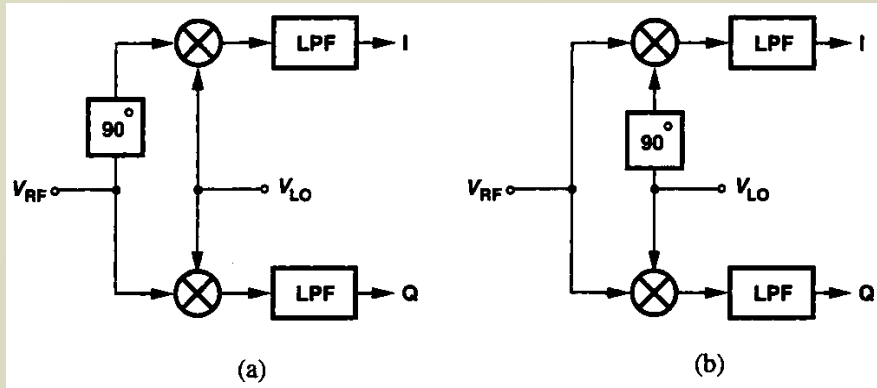 LPF
I
90°
V_RF
V_LO
LPF
Q
(a)
LPF
I
90°
V_RF
V_LO
LPF
Q
(b)